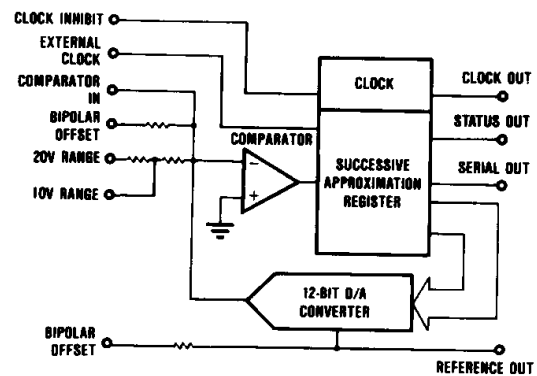 CLOCK INHIBIT
EXTERNAL
CLOCK
COMPARATOR
IN
BIPOLAR
OFFSET
20V RANGE
10V RANGE
COMPARATOR
−
+
CLOCK
SUCCESSIVE
APPROXIMATION
REGISTER
CLOCK OUT
STATUS OUT
SERIAL OUT
12-BIT D/A
CONVERTER
BIPOLAR
OFFSET
REFERENCE OUT